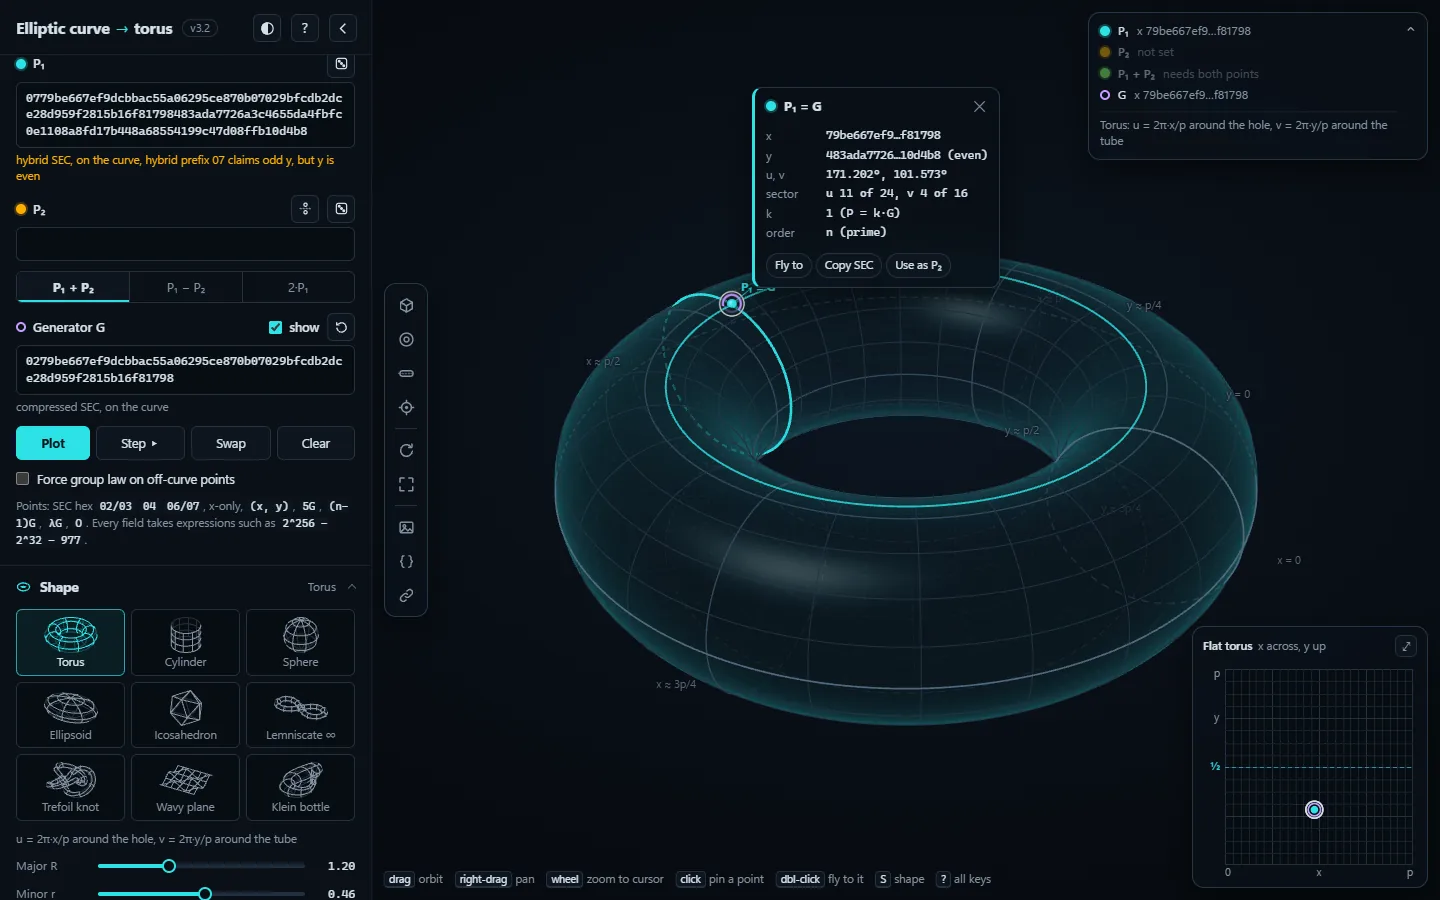 Elliptic curve → torus v3.2
?
P₁
0779be667ef9dcbbac55a06295ce870b07029bfcdb2dc
e28d959f2815b16f81798483ada7726a3c4655da4fbfc
0e1108a8fd17b448a68554199c47d08ffb10d4b8
hybrid SEC, on the curve, hybrid prefix 07 claims odd y, but y is
even
P₂
P₁ + P₂ P₁ − P₂ 2·P₁
Generator G show
0279be667ef9dcbbac55a06295ce870b07029bfcdb2dc
e28d959f2815b16f81798
compressed SEC, on the curve
Plot Step ▸ Swap Clear
Force group law on off-curve points
Points: SEC hex 02/03 04 06/07 , x-only, (x, y) , 5G , (n−
1)G , λG , O . Every field takes expressions such as 2^256 −
2^32 − 977 .
Shape Torus
Torus Cylinder Sphere
Ellipsoid Icosahedron Lemniscate ∞
Trefoil knot Wavy plane Klein bottle
u = 2π·x/p around the hole, v = 2π·y/p around the tube
Major R 1.20
Minor r 0.46
P₁ = G
x 79be667ef9…f81798
y 483ada7726…10d4b8 (even)
u, v 171.202°, 101.573°
sector u 11 of 24, v 4 of 16
k 1 (P = k·G)
order n (prime)
Fly to Copy SEC Use as P₂
P₁ = G
y ≈ p/4
x ≈ p/2
y = 0
y ≈ p/2
y ≈ 3p/4
x = 0
x ≈ 3p/4
P₁ x 79be667ef9…f81798
P₂ not set
P₁ + P₂ needs both points
G x 79be667ef9…f81798
Torus: u = 2π·x/p around the hole, v = 2π·y/p around the
tube
Flat torus x across, y up
p
y
½
0 x p
drag orbit right-drag pan wheel zoom to cursor click pin a point dbl-click fly to it S shape ? all keys